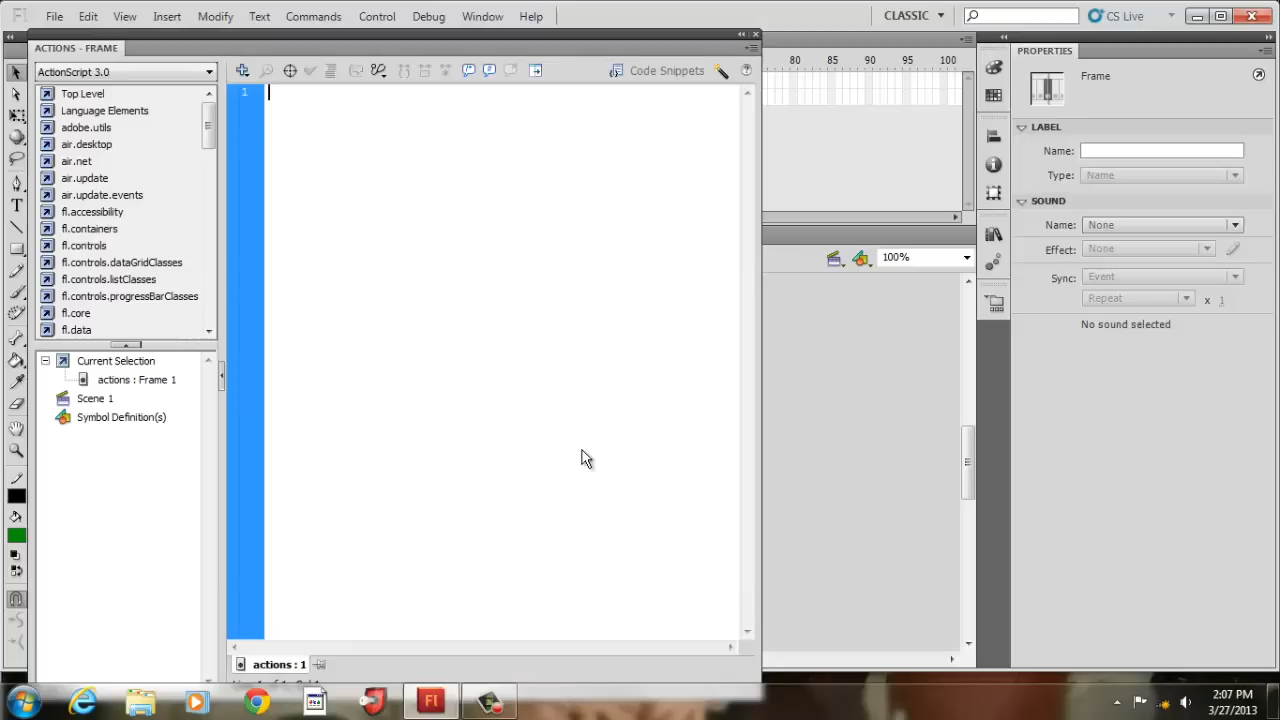 Fl File Edit View Insert Modify Text Commands Control Debug Window Help CLASSIC CS Live
ACTIONS - FRAME
ActionScript 3.0
Code Snippets
Top Level
Language Elements
adobe.utils
air.desktop
air.net
air.update
air.update.events
fl.accessibility
fl.containers
fl.controls
fl.controls.dataGridClasses
fl.controls.listClasses
fl.controls.progressBarClasses
fl.core
fl.data
Current Selection
actions : Frame 1
Scene 1
Symbol Definition(s)
1
actions : 1
80 85 90 95 100
100%
PROPERTIES
Frame
LABEL
Name:
Type: Name
SOUND
Name: None
Effect: None
Sync: Event
Repeat x 1
No sound selected
Fl
2:07 PM
3/27/2013